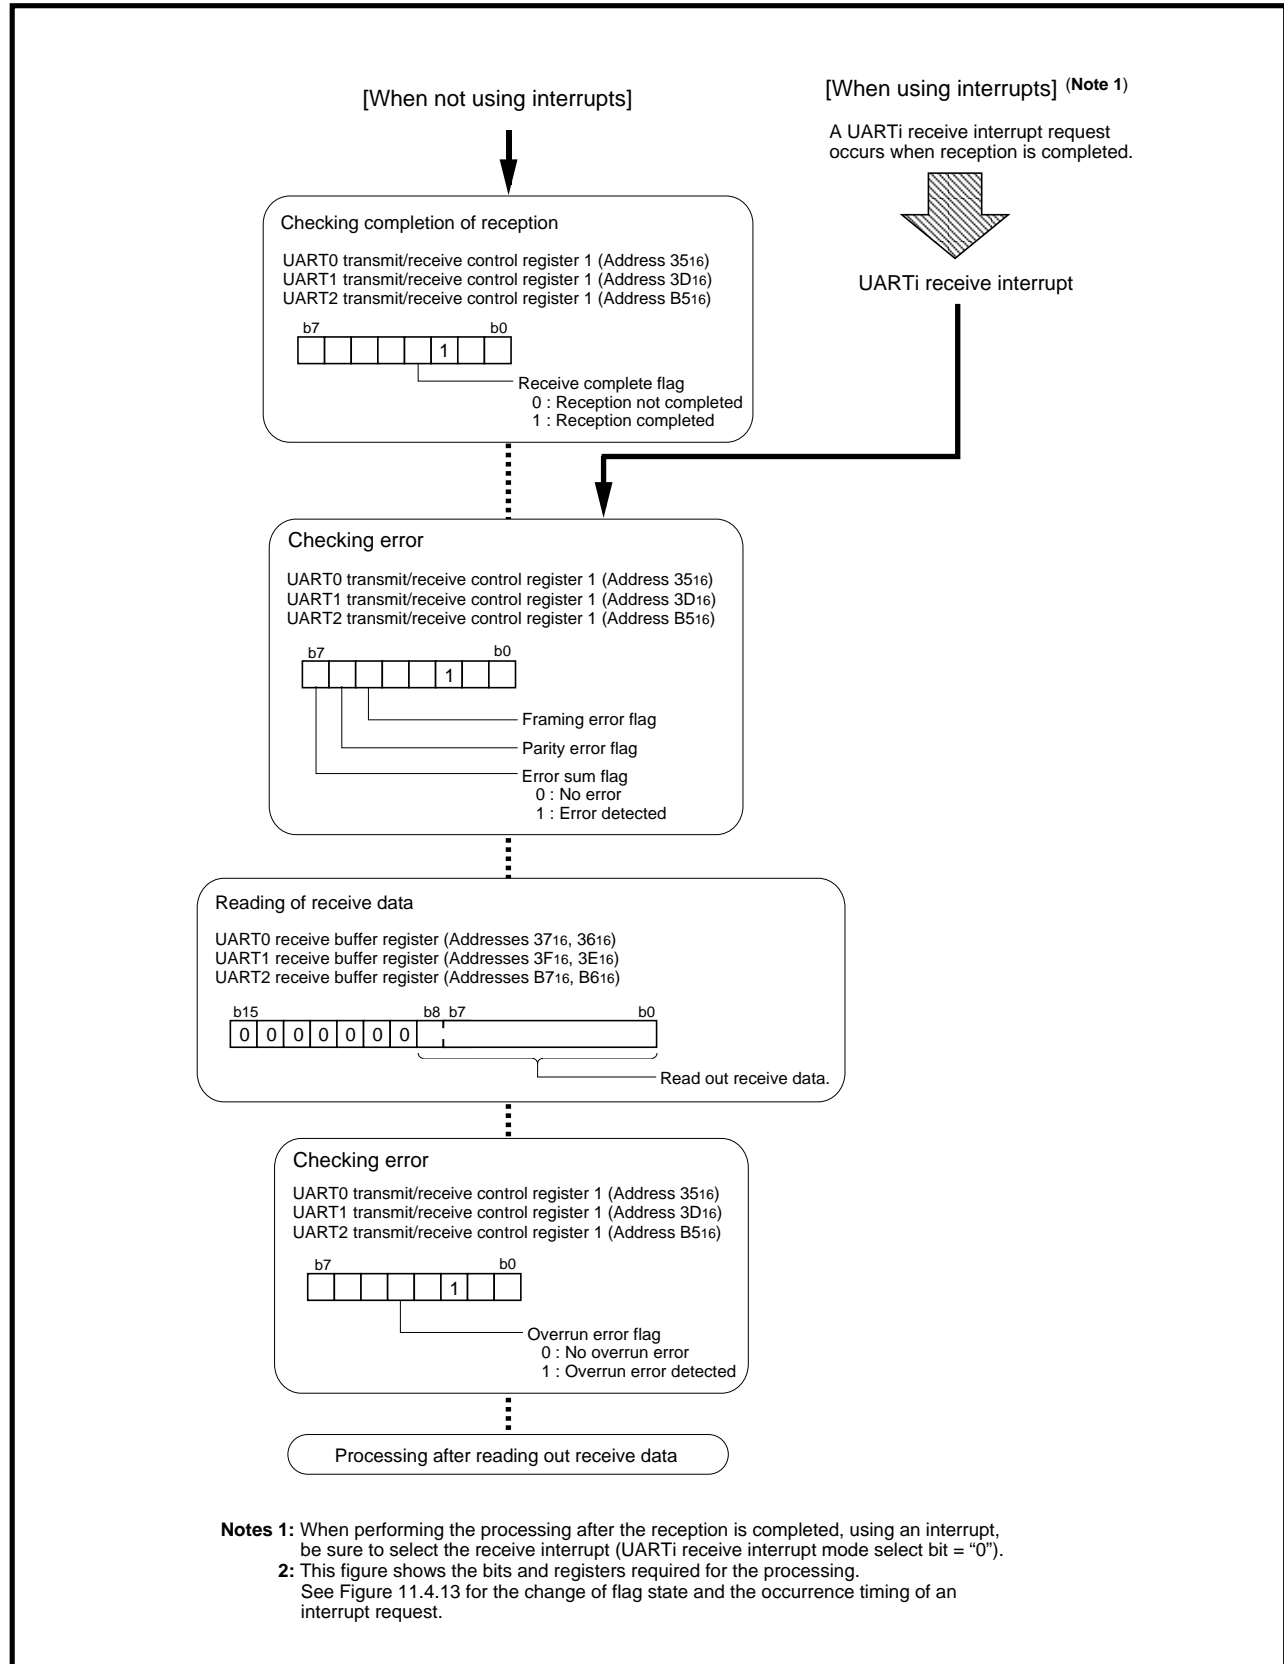 [When not using interrupts]
[When using interrupts] (Note 1)
A UARTi receive interrupt request
occurs when reception is completed.
UARTi receive interrupt
Checking completion of reception
UART0 transmit/receive control register 1 (Address 3516)
UART1 transmit/receive control register 1 (Address 3D16)
UART2 transmit/receive control register 1 (Address B516)
b7 b0
1
Receive complete flag
0 : Reception not completed
1 : Reception completed
Checking error
UART0 transmit/receive control register 1 (Address 3516)
UART1 transmit/receive control register 1 (Address 3D16)
UART2 transmit/receive control register 1 (Address B516)
b7 b0
1
Framing error flag
Parity error flag
Error sum flag
0 : No error
1 : Error detected
Reading of receive data
UART0 receive buffer register (Addresses 3716, 3616)
UART1 receive buffer register (Addresses 3F16, 3E16)
UART2 receive buffer register (Addresses B716, B616)
b15 b8 b7 b0
0 0 0 0 0 0 0
Read out receive data.
Checking error
UART0 transmit/receive control register 1 (Address 3516)
UART1 transmit/receive control register 1 (Address 3D16)
UART2 transmit/receive control register 1 (Address B516)
b7 b0
1
Overrun error flag
0 : No overrun error
1 : Overrun error detected
Processing after reading out receive data
Notes 1: When performing the processing after the reception is completed, using an interrupt,
be sure to select the receive interrupt (UARTi receive interrupt mode select bit = “0”).
2: This figure shows the bits and registers required for the processing.
See Figure 11.4.13 for the change of flag state and the occurrence timing of an
interrupt request.